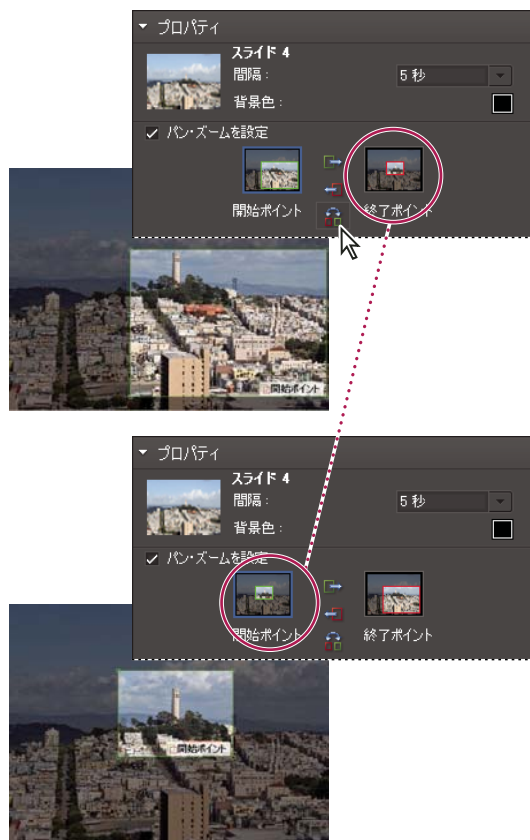 プロパティ
スライド 4
間隔 :
5 秒
背景色 :
パン・ズームを設定
開始ポイント
終了ポイント
開始ポイント
プロパティ
スライド 4
間隔 :
5 秒
背景色 :
パン・ズームを設定
開始ポイント
終了ポイント
開始ポイント